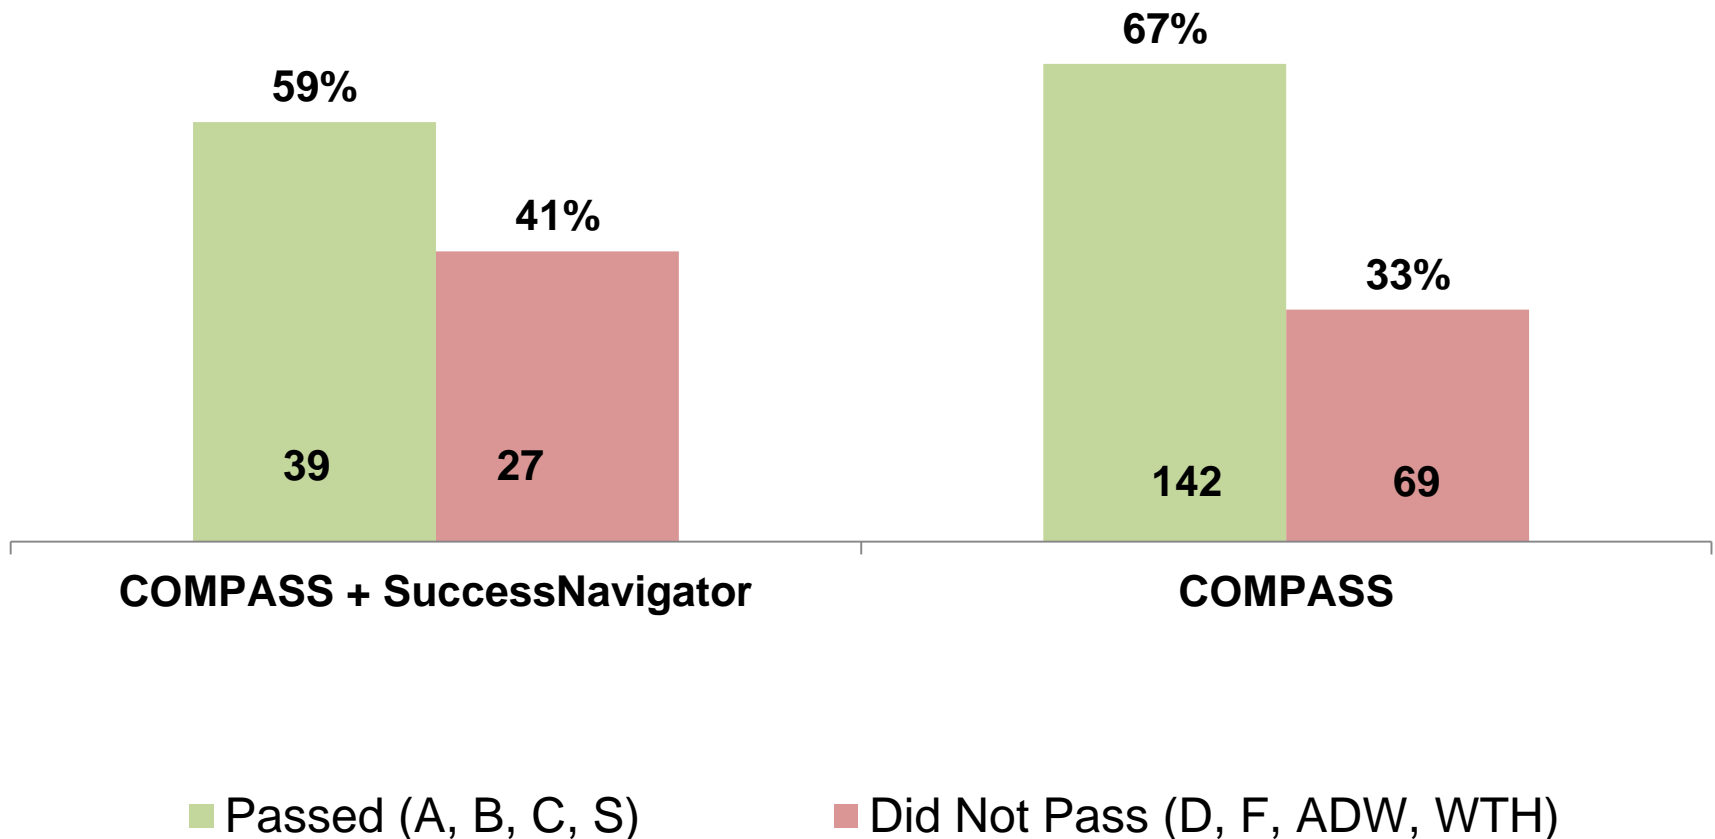 67%
59%
41%
33%
39
27
142
69
COMPASS + SuccessNavigator
COMPASS
Passed (A, B, C, S)
Did Not Pass (D, F, ADW, WTH)